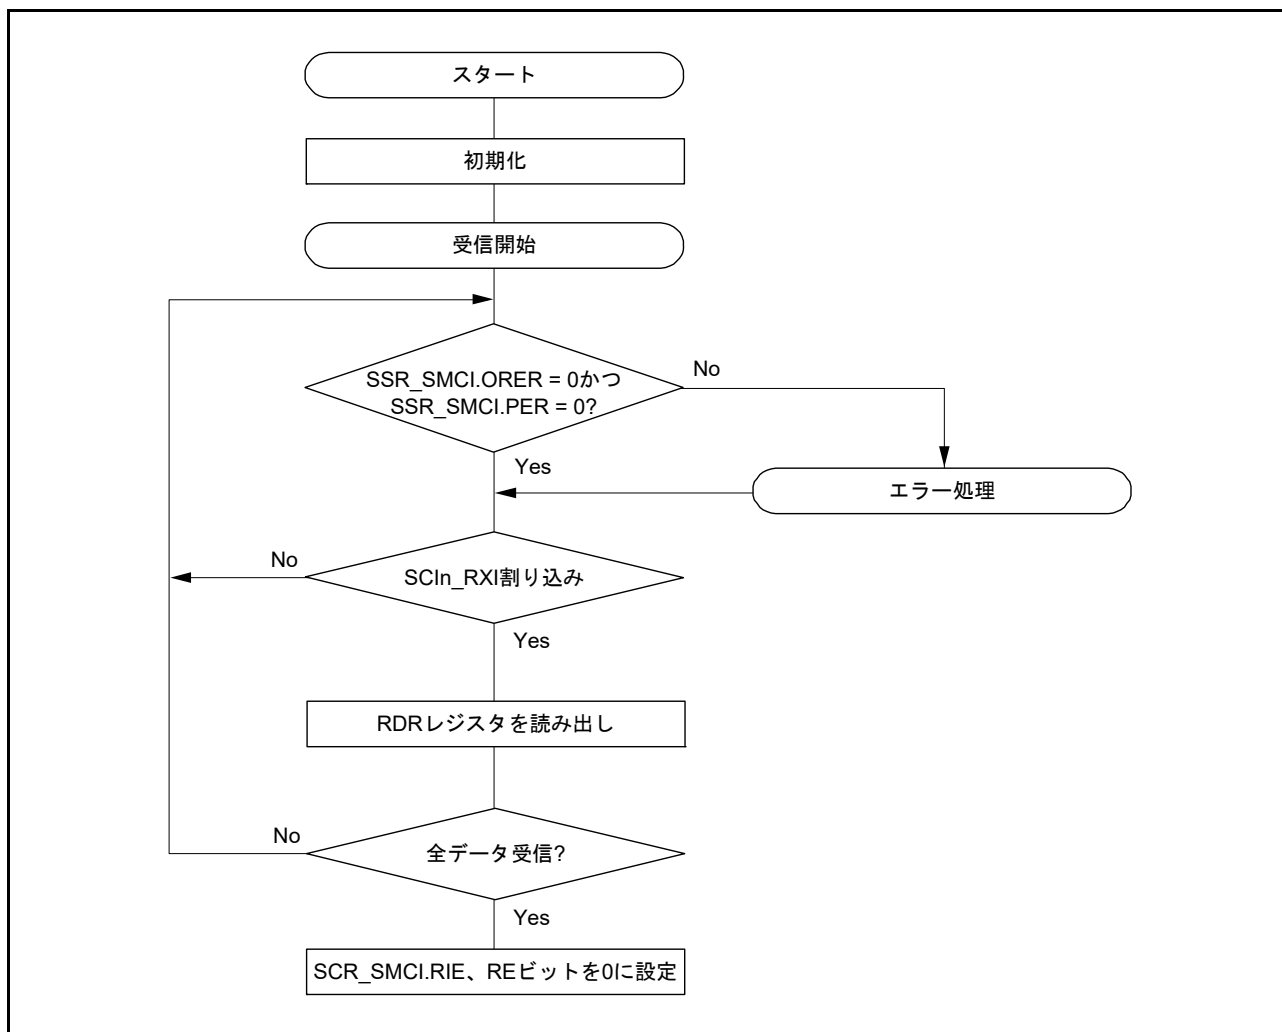 スタート
初期化
受信開始
SSR_SMCI.ORER = 0かつ
SSR_SMCI.PER = 0?
No
Yes
エラー処理
No
SCIn_RXI割り込み
Yes
RDRレジスタを読み出し
No
全データ受信?
Yes
SCR_SMCI.RIE、REビットを0に設定